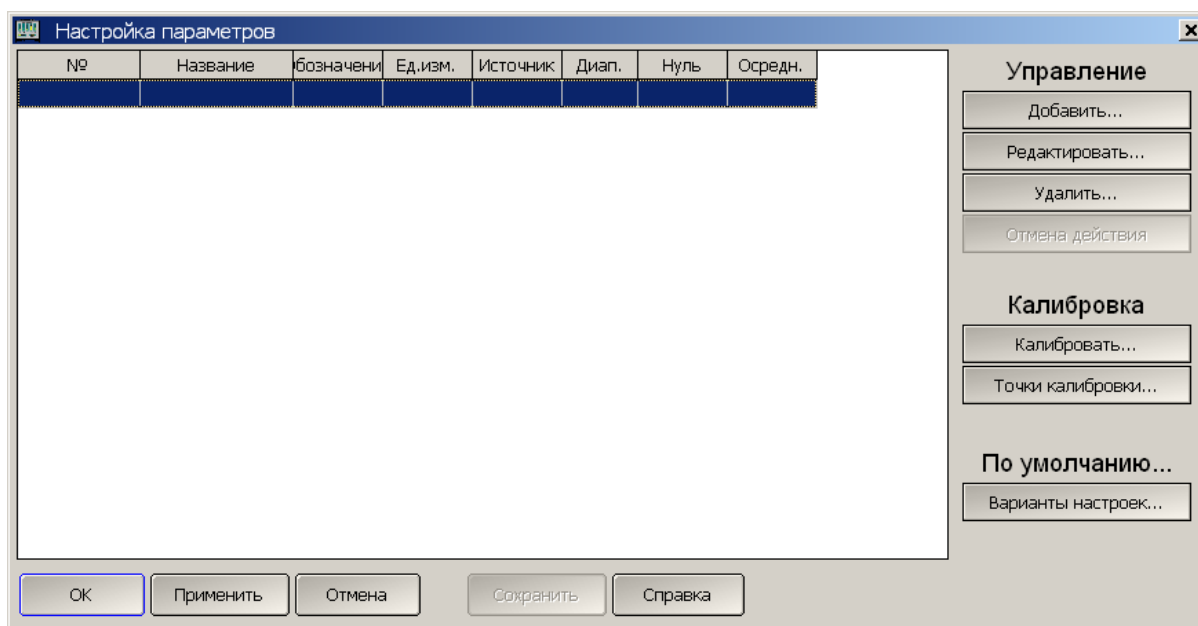 Настройка параметров
№ Название бозначени Ед.изм. Источник Диап. Нуль Осредн.
Управление
Добавить...
Редактировать...
Удалить...
Отмена действия
Калибровка
Калибровать...
Точки калибровки...
По умолчанию...
Варианты настроек...
OK Применить Отмена Сохранить Справка